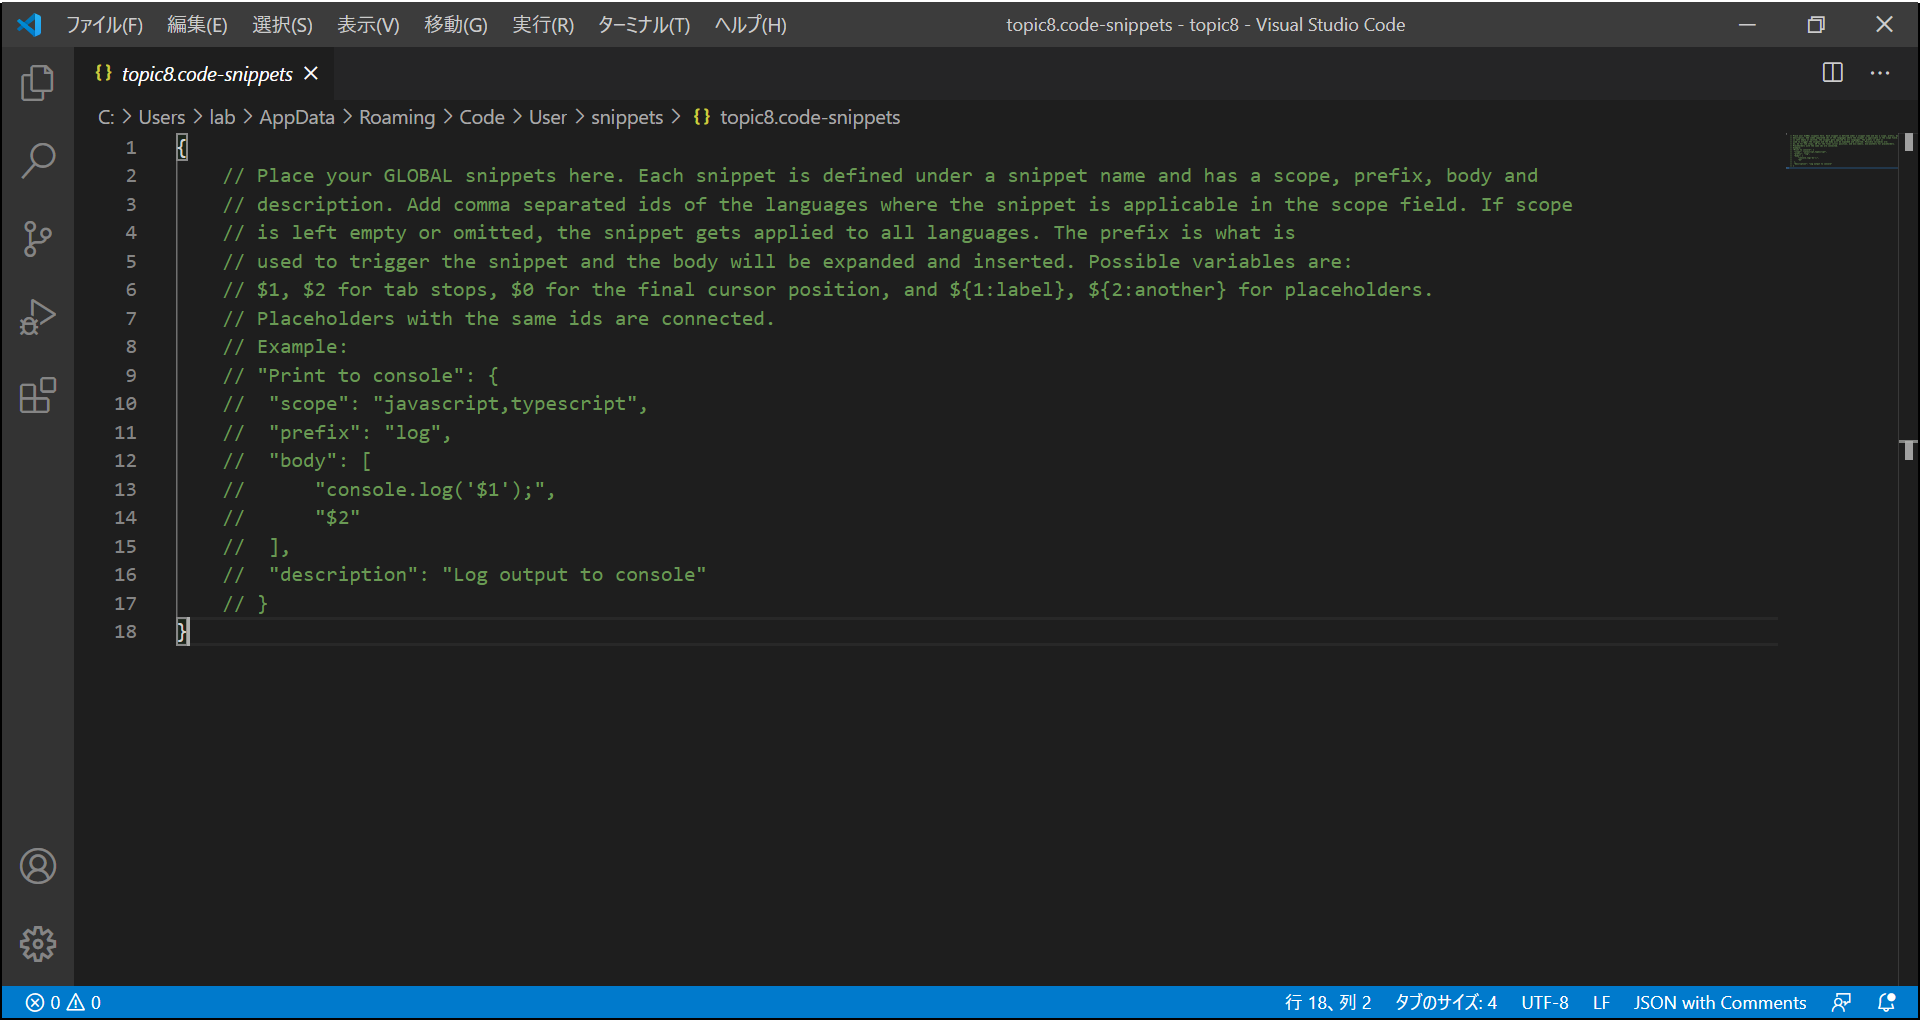 ファイル(F) 編集(E) 選択(S) 表示(V) 移動(G) 実行(R) ターミナル(T) ヘルプ(H) topic8.code-snippets - topic8 - Visual Studio Code
{} topic8.code-snippets
C: > Users > lab > AppData > Roaming > Code > User > snippets > {} topic8.code-snippets
1 {
2     // Place your GLOBAL snippets here. Each snippet is defined under a snippet name and has a scope, prefix, body and
3     // description. Add comma separated ids of the languages where the snippet is applicable in the scope field. If scope
4     // is left empty or omitted, the snippet gets applied to all languages. The prefix is what is
5     // used to trigger the snippet and the body will be expanded and inserted. Possible variables are:
6     // $1, $2 for tab stops, $0 for the final cursor position, and ${1:label}, ${2:another} for placeholders.
7     // Placeholders with the same ids are connected.
8     // Example:
9     // "Print to console": {
10     //  "scope": "javascript,typescript",
11     //  "prefix": "log",
12     //  "body": [
13     //      "console.log('$1');",
14     //      "$2"
15     //  ],
16     //  "description": "Log output to console"
17     // }
18 }
0 0 行 18、列 2 タブのサイズ: 4 UTF-8 LF JSON with Comments